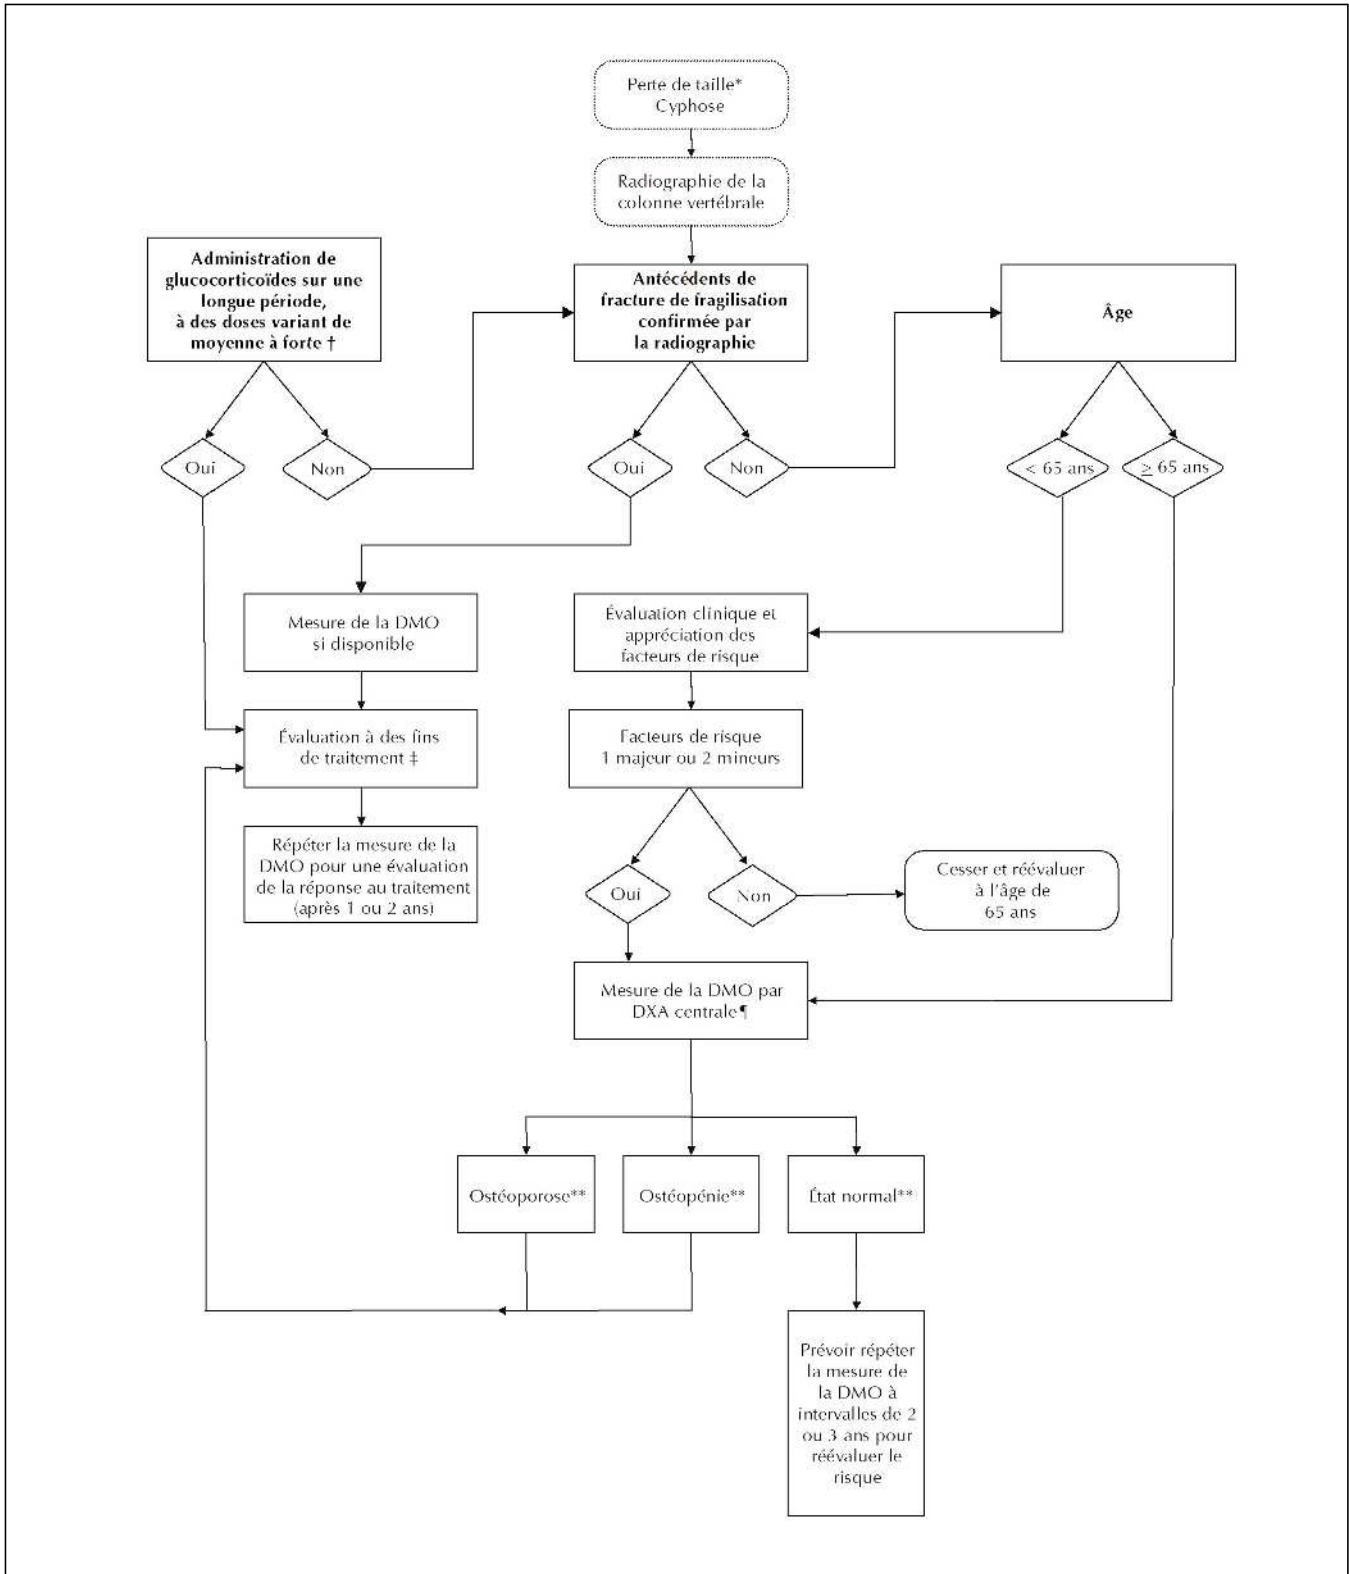 Perte de taille*
Cyphose
Radiographie de la
colonne vertébrale
Administration de
glucocorticoïdes sur une
longue période,
à des doses variant de
moyenne à forte †
Antécédents de
fracture de fragilisation
confirmée par
la radiographie
Âge
Oui
Non
Oui
Non
< 65 ans
≥ 65 ans
Mesure de la DMO
si disponible
Évaluation clinique et
appréciation des
facteurs de risque
Évaluation à des fins
de traitement ‡
Facteurs de risque
1 majeur ou 2 mineurs
Répéter la mesure de la
DMO pour une évaluation
de la réponse au traitement
(après 1 ou 2 ans)
Oui
Non
Cesser et réévaluer
à l'âge de
65 ans
Mesure de la DMO par
DXA centrale¶
Ostéoporose**
Ostéopénie**
État normal**
Prévoir répéter
la mesure de
la DMO à
intervalles de 2
ou 3 ans pour
réévaluer le
risque